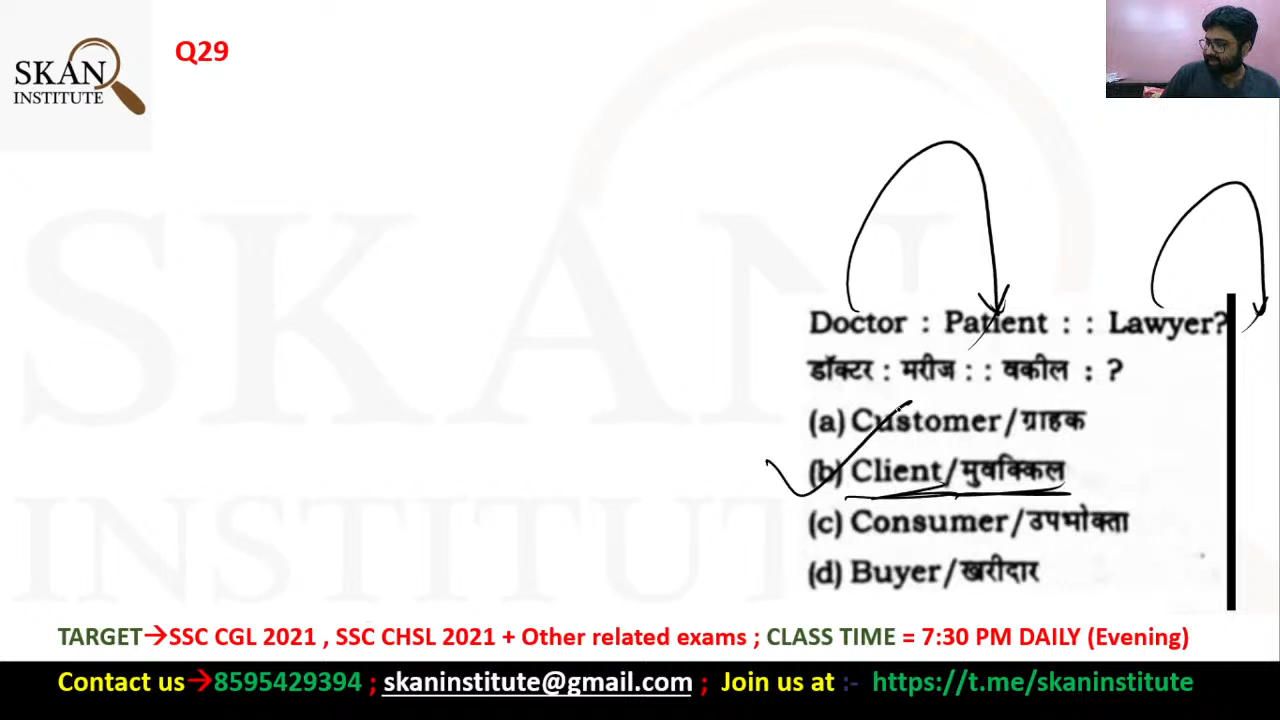 SKAN
INSTITUTE
Q29
SKAN
INSTITUTE
Doctor : Patient : : Lawyer?
डॉक्टर : मरीज : : वकील : ?
(a) Customer/ग्राहक
(b) Client/मुवक्किल
(c) Consumer/उपभोक्ता
(d) Buyer/खरीदार
TARGET→SSC CGL 2021 , SSC CHSL 2021 + Other related exams ; CLASS TIME = 7:30 PM DAILY (Evening)
Contact us→8595429394 ; skaninstitute@gmail.com ; Join us at :- https://t.me/skaninstitute